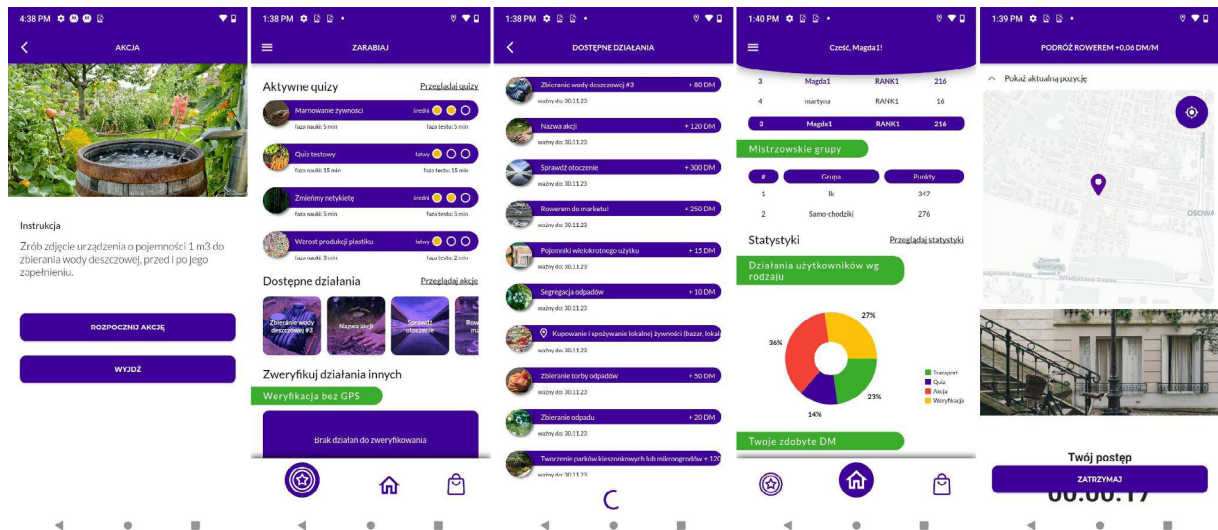 4:38 PM
AKCJA
Instrukcja
Zrób zdjęcie urządzenia o pojemności 1 m3 do
zbierania wody deszczowej, przed i po jego
zapełnieniu.
ROZPOCZNIJ AKCJĘ
WYJDŹ
1:38 PM
ZARABIAJ
Aktywne quizy
Przeglądaj quizy
Marnowanie żywności
średni
faza nauki: 5 min
faza testu: 5 min
Quiz testowy
łatwy
faza nauki: 15 min
faza testu: 15 min
Zmieńmy netykietę
średni
faza nauki: 5 min
faza testu: 5 min
Wzrost produkcji plastiku
łatwy
faza nauki: 3 min
faza testu: 2 min
Dostępne działania
Przeglądaj akcje
Zbieranie wody
deszczowej #3
Nazwa akcji
Sprawdź
otoczenie
Row
ma
Zweryfikuj działania innych
Weryfikacja bez GPS
Brak działan do zweryfikowania
1:38 PM
DOSTĘPNE DZIAŁANIA
Zbieranie wody deszczowej #3
+ 80 DM
ważny do: 30.11.23
Nazwa akcji
+ 120 DM
ważny do: 30.11.23
Sprawdź otoczenie
+ 300 DM
ważny do: 30.11.23
Rowerem do marketu!
+ 250 DM
ważny do: 30.11.23
Pojemniki wielokrotnego użytku
+ 15 DM
ważny do: 30.11.23
Segregacja odpadów
+ 10 DM
ważny do: 30.11.23
Kupowanie i spożywanie lokalnej żywności (bazar, lokal
ważny do: 30.11.23
Zbieranie torby odpadów
+ 50 DM
ważny do: 30.11.23
Zbieranie odpadu
+ 20 DM
ważny do: 30.11.23
Tworzenie parków kieszonkowych lub mikroogrodów + 120
ważny do: 30.11.23
1:40 PM
Cześć, Magda1!
3 Magda1 RANK1 216
4 martyna RANK1 16
3 Magda1 RANK1 216
Mistrzowskie grupy
# Grupa Punkty
1 lk 347
2 Samo-chodziki 276
Statystyki
Przeglądaj statystyki
Działania użytkowników wg
rodzaju
27%
36%
23%
14%
Transport
Quiz
Akcja
Weryfikacja
Twoje zdobyte DM
1:39 PM
PODRÓŻ ROWEREM +0,06 DM/M
Pokaż aktualną pozycję
OSOWA
Zbiornik
Twój postęp
ZATRZYMAJ
00:00:17